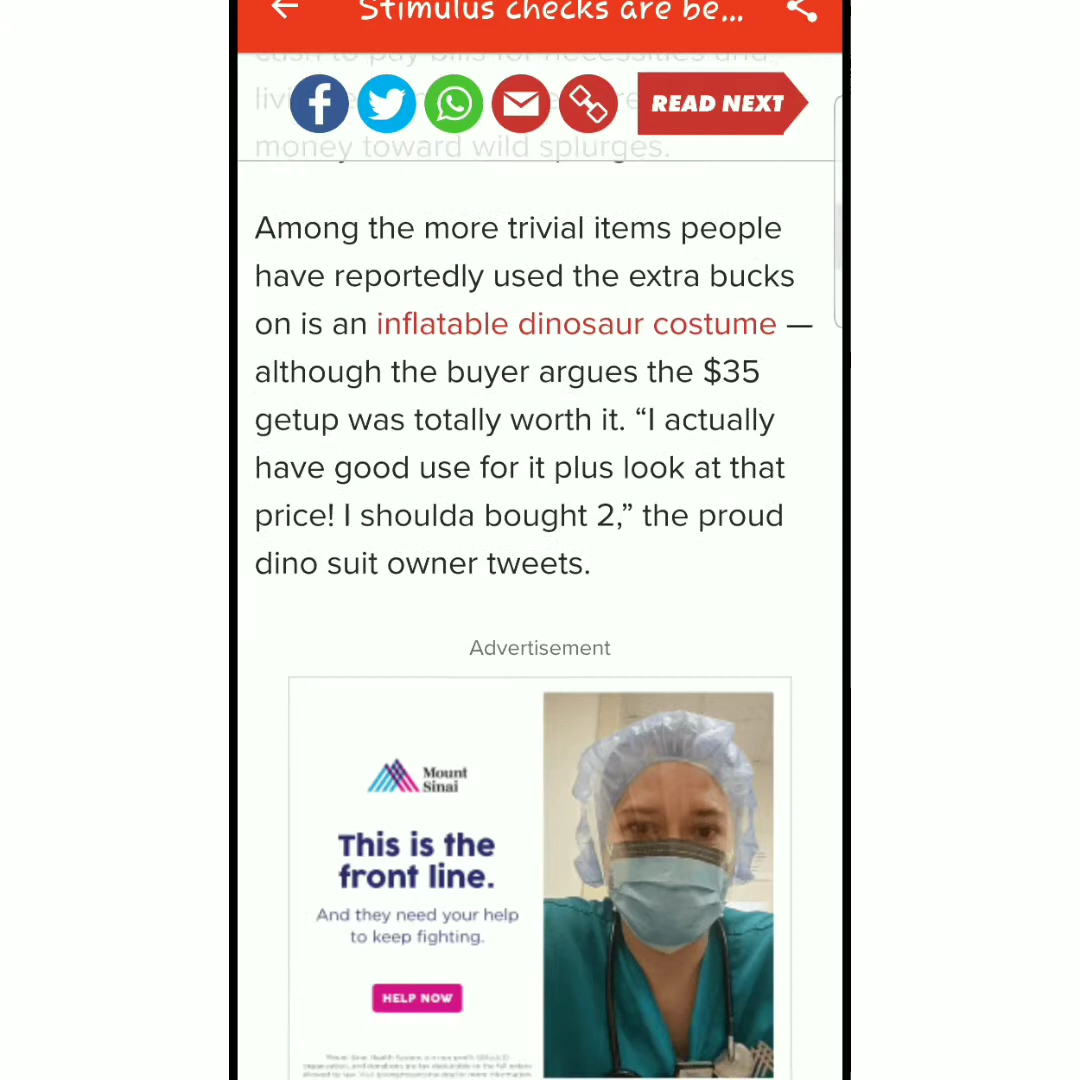 Stimulus checks are be...
READ NEXT
money toward wild splurges.
Among the more trivial items people
have reportedly used the extra bucks
on is an inflatable dinosaur costume —
although the buyer argues the $35
getup was totally worth it. “I actually
have good use for it plus look at that
price! I shoulda bought 2,” the proud
dino suit owner tweets.
Advertisement
Mount
Sinai
This is the
front line.
And they need your help
to keep fighting.
HELP NOW